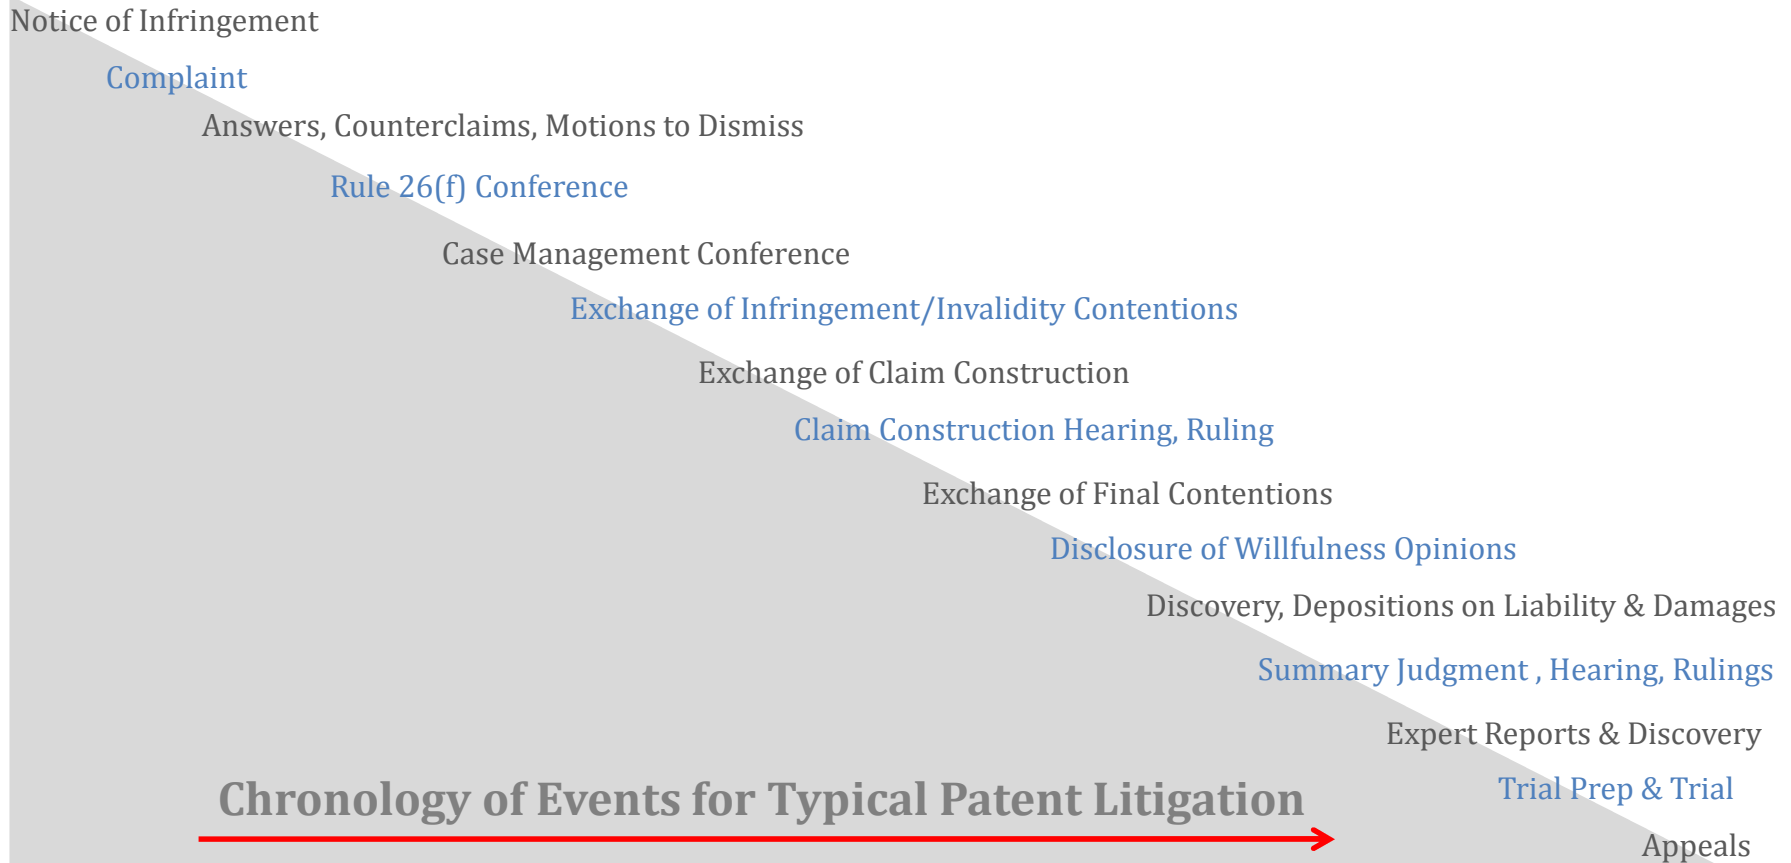 Notice of Infringement
Complaint
Answers, Counterclaims, Motions to Dismiss
Rule 26(f) Conference
Case Management Conference
Exchange of Infringement/Invalidity Contentions
Exchange of Claim Construction
Claim Construction Hearing, Ruling
Exchange of Final Contentions
Disclosure of Willfulness Opinions
Discovery, Depositions on Liability & Damages
Summary Judgment , Hearing, Rulings
Expert Reports & Discovery
Trial Prep & Trial
Chronology of Events for Typical Patent Litigation
Appeals